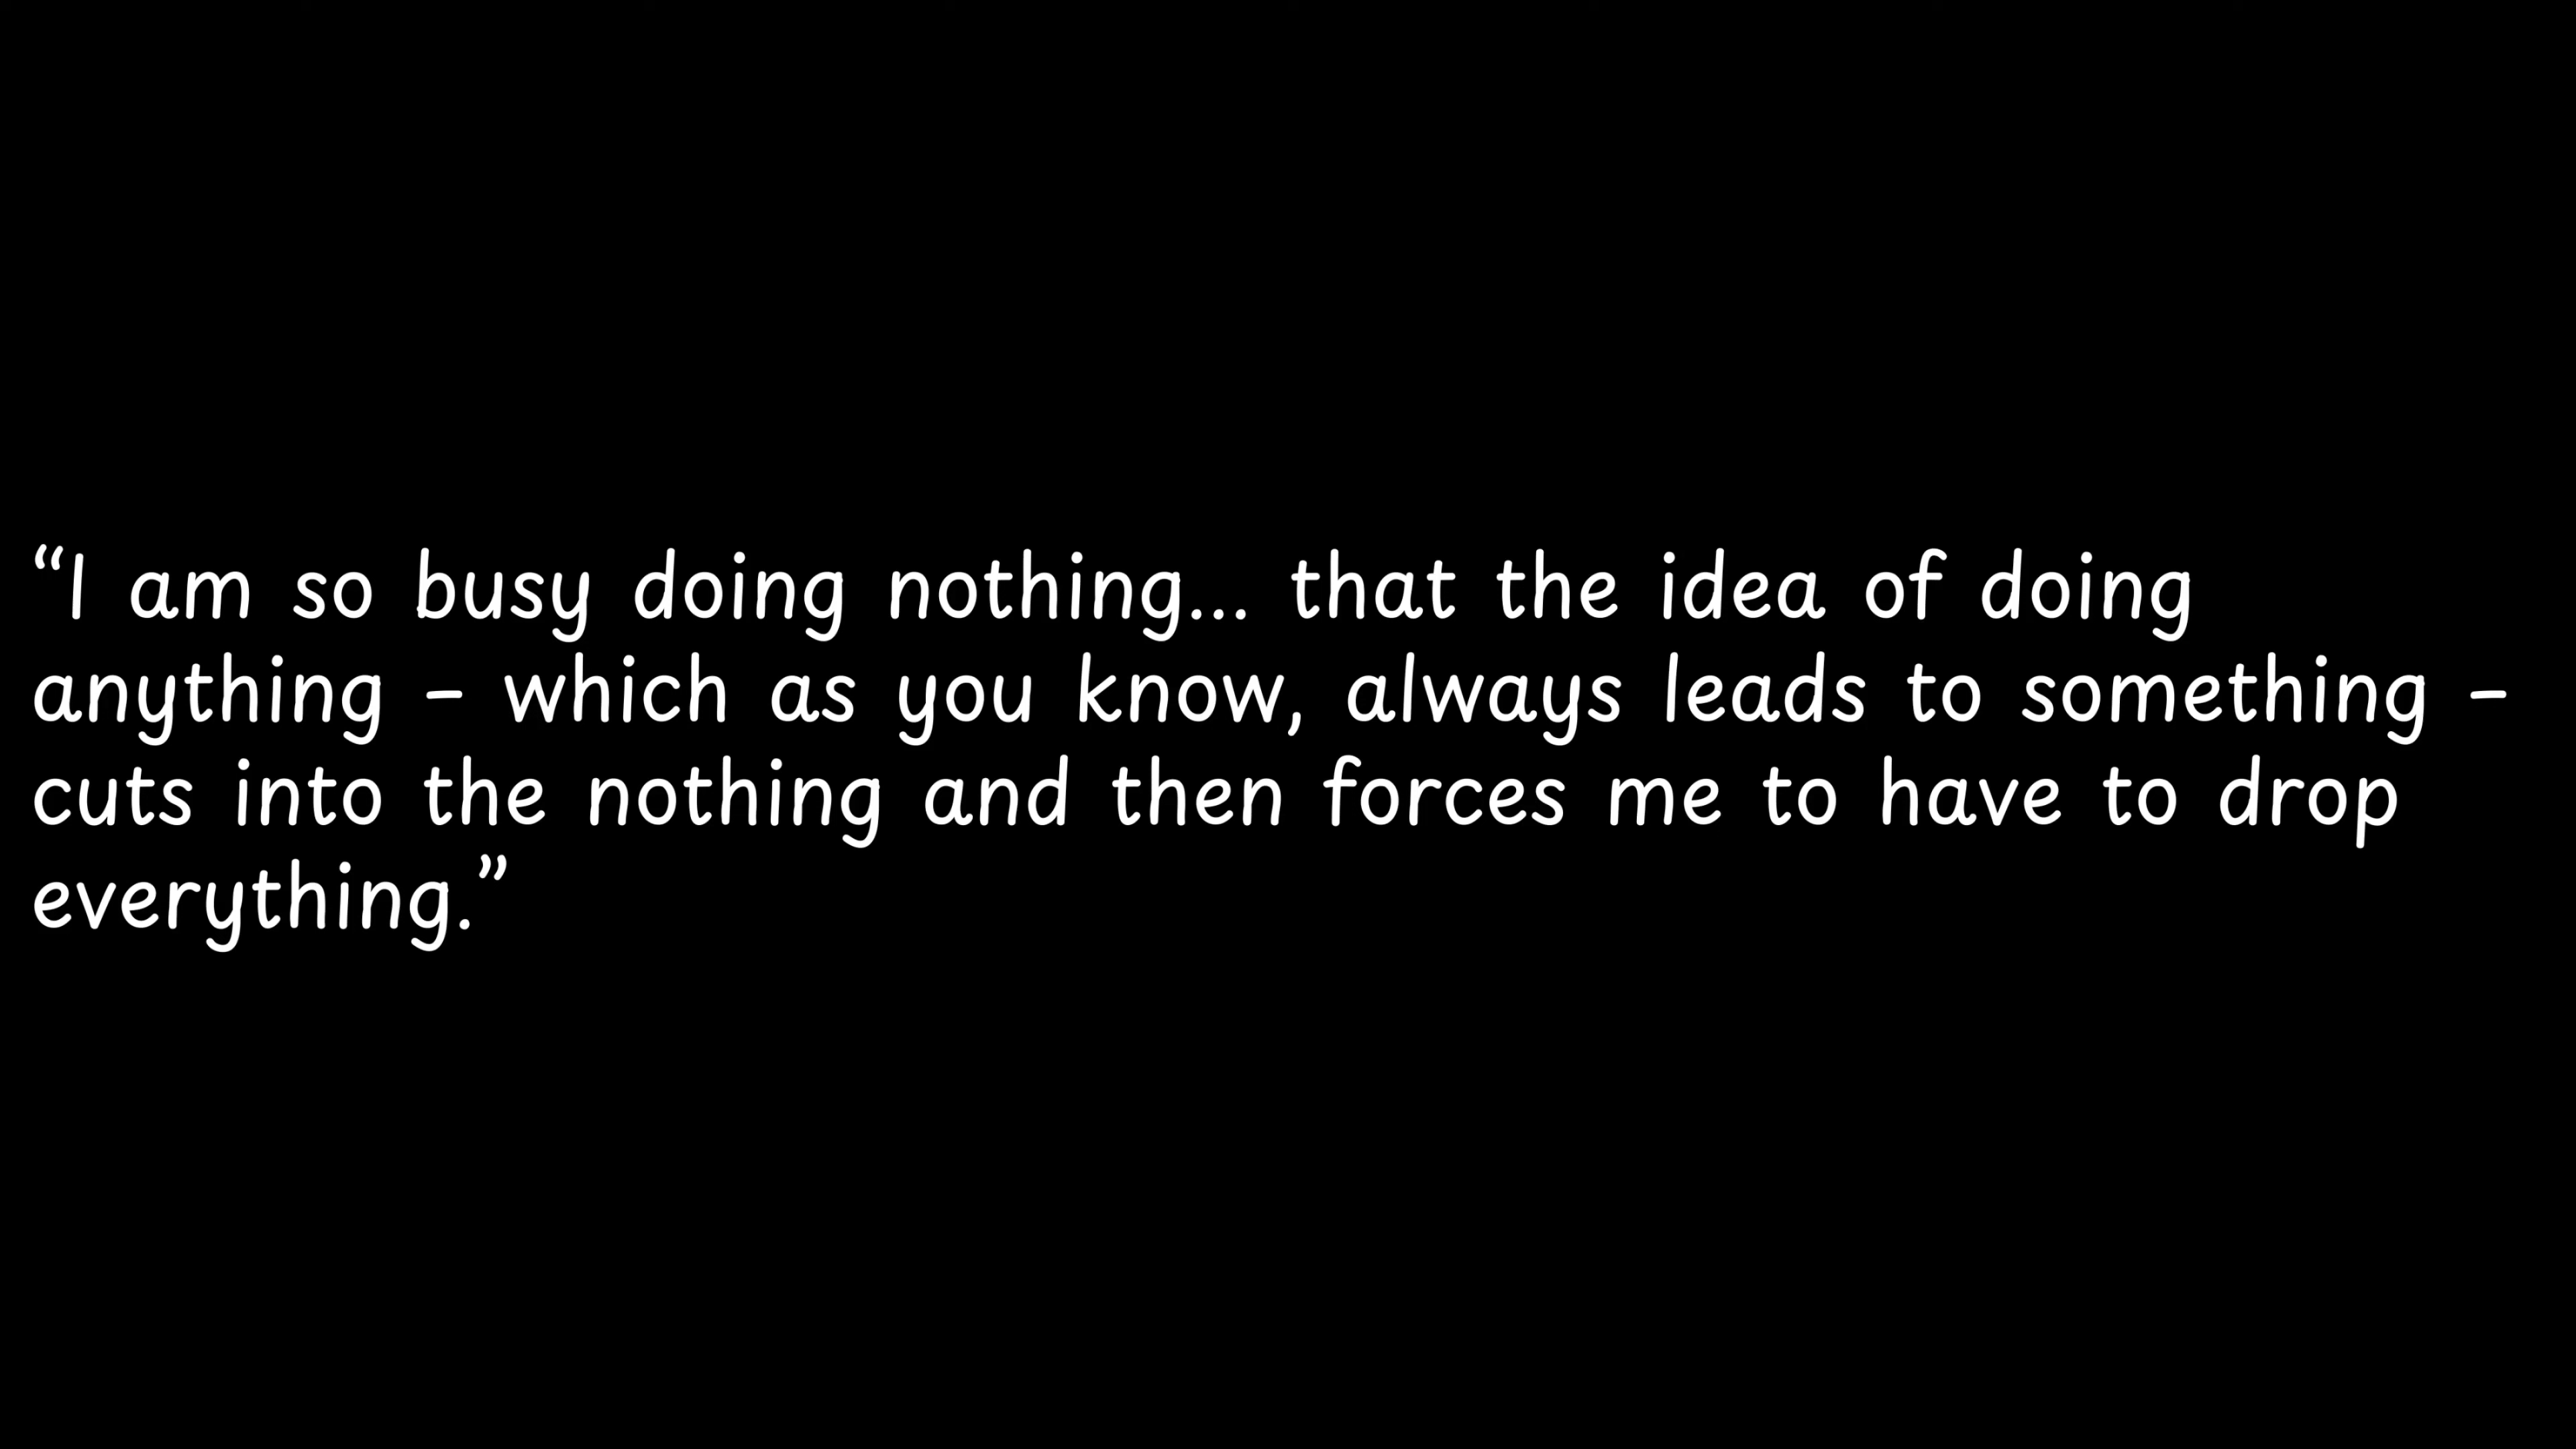 “I am so busy doing nothing... that the idea of doing
anything - which as you know, always leads to something -
cuts into the nothing and then forces me to have to drop
everything.”